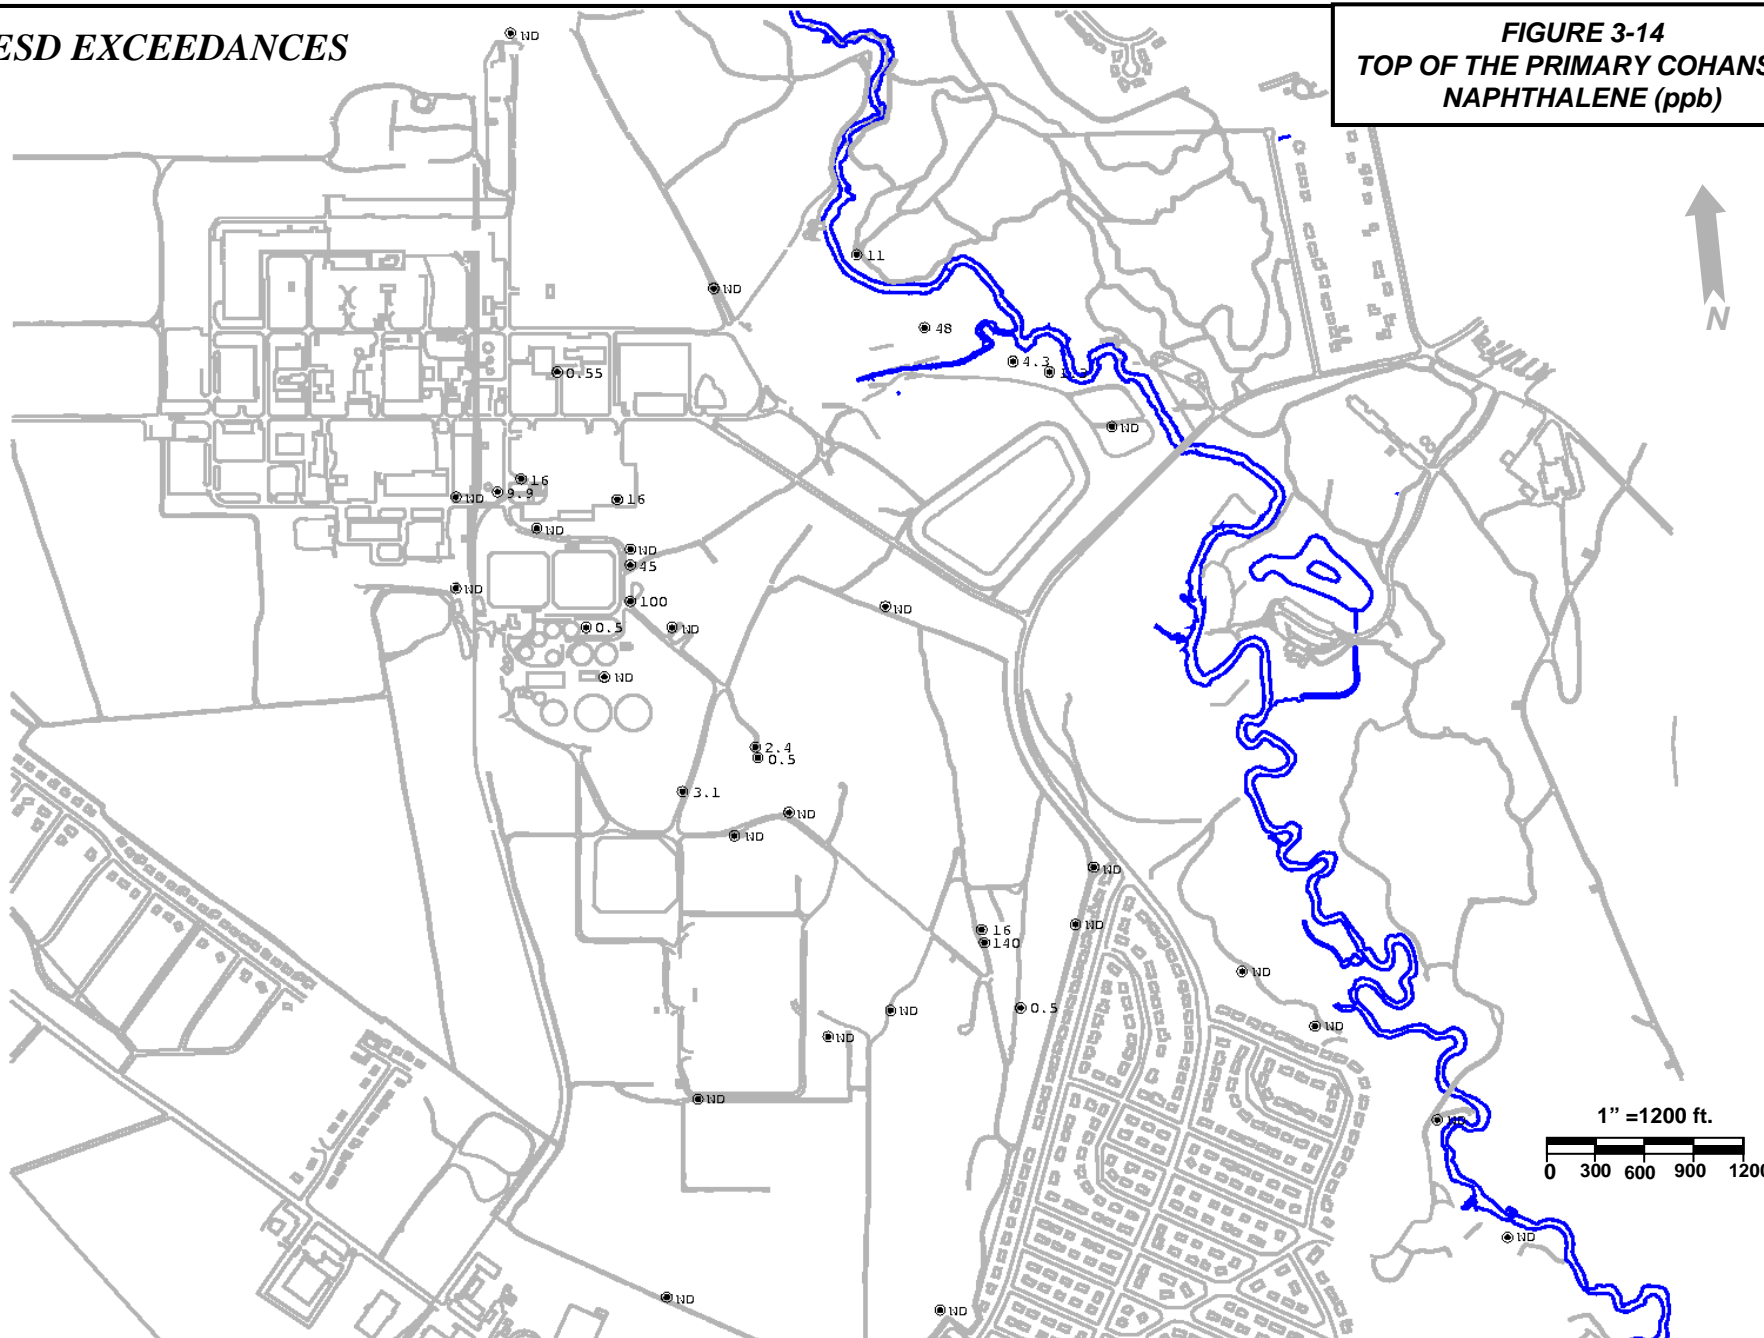 ESD EXCEEDANCES
FIGURE 3-14
TOP OF THE PRIMARY COHANS
NAPHTHALENE (ppb)
ND
11
ND
N
48
4.3
0.55
ND
16
9.9
ND
16
ND
ND
45
ND
100
ND
0.5
ND
ND
2.4
0.5
3.1
ND
ND
ND
16
ND
140
ND
0.5
ND
ND
ND
ND
ND
1” =1200 ft.
0 300 600 900 1200
ND
ND
ND